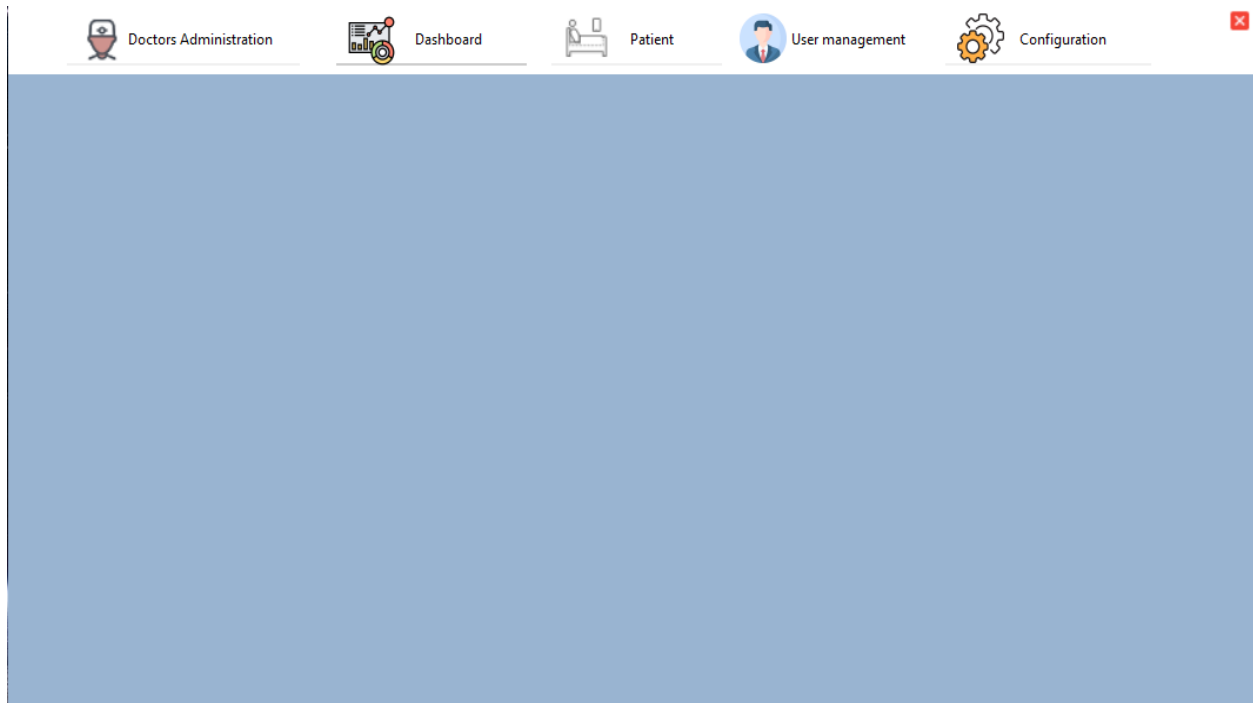 Doctors Administration
Dashboard
Patient
User management
Configuration